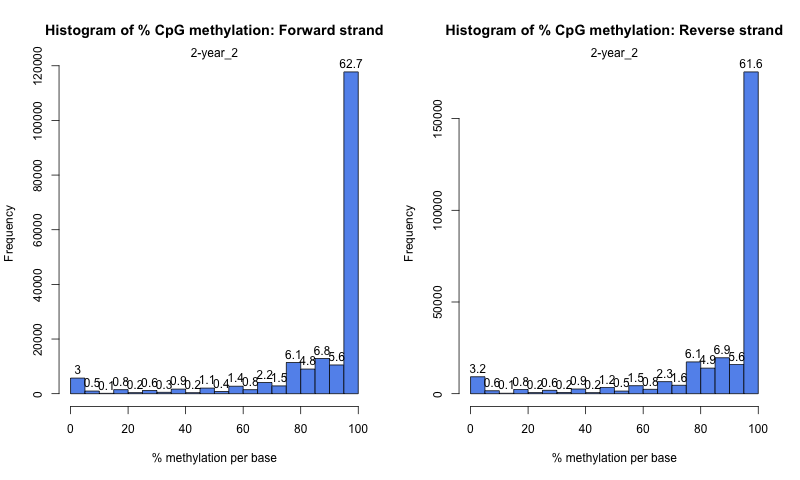 Histogram of % CpG methylation: Forward strand
2-year_2
Frequency
120000
100000
80000
60000
40000
20000
0
3 0.5 0.1 0.8 0.2 0.6 0.3 0.9 0.2 1.1 0.4 1.4 0.8 2.2 1.5 6.1 4.8 6.8 5.6 62.7
0 20 40 60 80 100
% methylation per base
Histogram of % CpG methylation: Reverse strand
2-year_2
Frequency
150000
100000
50000
0
3.2 0.6 0.1 0.8 0.2 0.6 0.2 0.9 0.2 1.2 0.5 1.5 0.8 2.3 1.6 6.1 4.9 6.9 5.6 61.6
0 20 40 60 80 100
% methylation per base